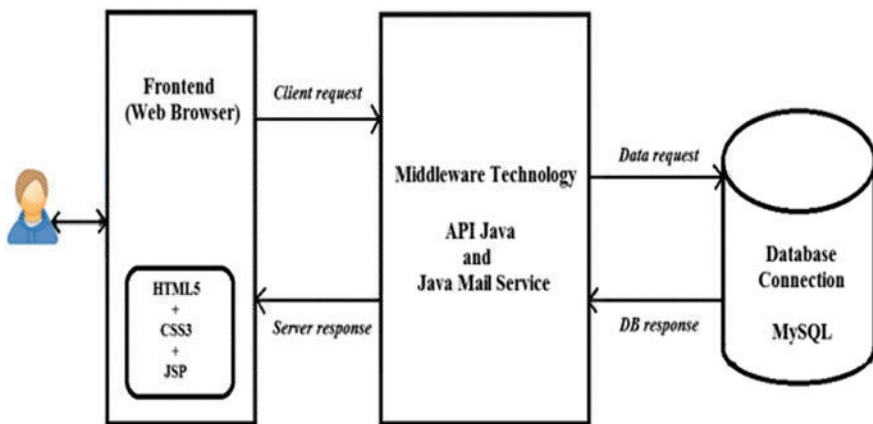 Frontend
(Web Browser)
HTML5
+
CSS3
+
JSP
Client request
Server response
Middleware Technology
API Java
and
Java Mail Service
Data request
DB response
Database
Connection
MySQL